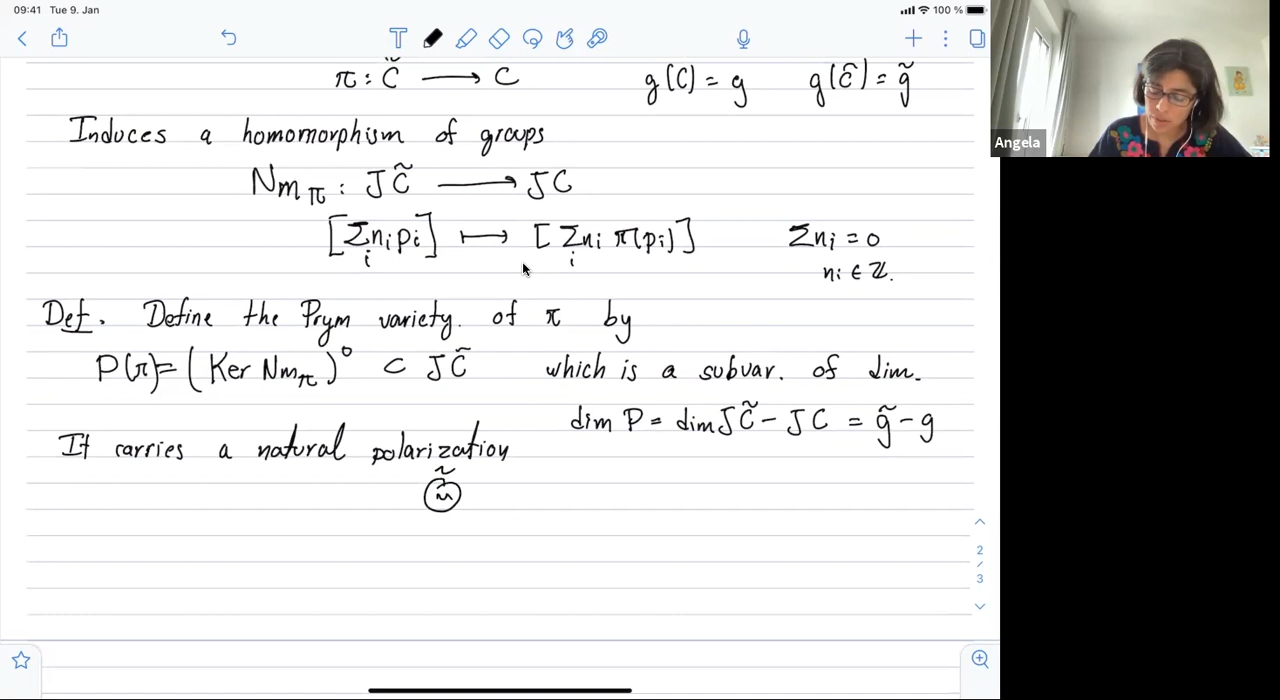 09:41 Tue 9. Jan 100 %
π : C̃ ⟶ C g(C) = g g(C̃) = g̃
Induces a homomorphism of groups
Nm_π : JC̃ ⟶ JC
[Σ_i n_i p_i] ⟼ [Σ_i n_i π(p_i)] Σn_i = 0
n_i ∈ ℤ.
Def. Define the Prym variety. of π by
P(π) = (Ker Nm_π)⁰ ⊂ JC̃ which is a subvar. of dim.
dim P = dim JC̃ − JC = g̃ − g
It carries a natural polarization
Angela
2
/
3